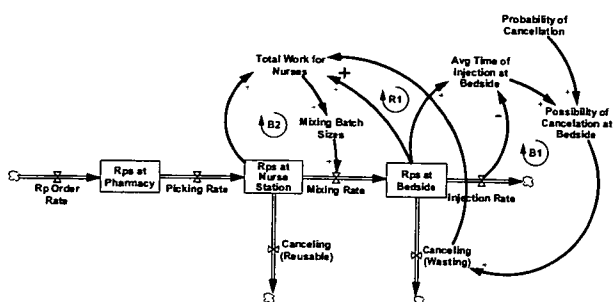 Probability of
Cancellation
Total Work for
Nurses
+
Avg Time of
Injection at
Bedside
R1
B2
Mixing Batch
Sizes
-
Possibility of
Cancelation at
Bedside
B1
Rps at
Pharmacy
Rps at
Nurse
Station
Rps at
Bedside
Rp Order
Rate
Picking Rate
Mixing Rate
Injection Rate
Canceling
(Reusable)
Canceling
(Wasting)